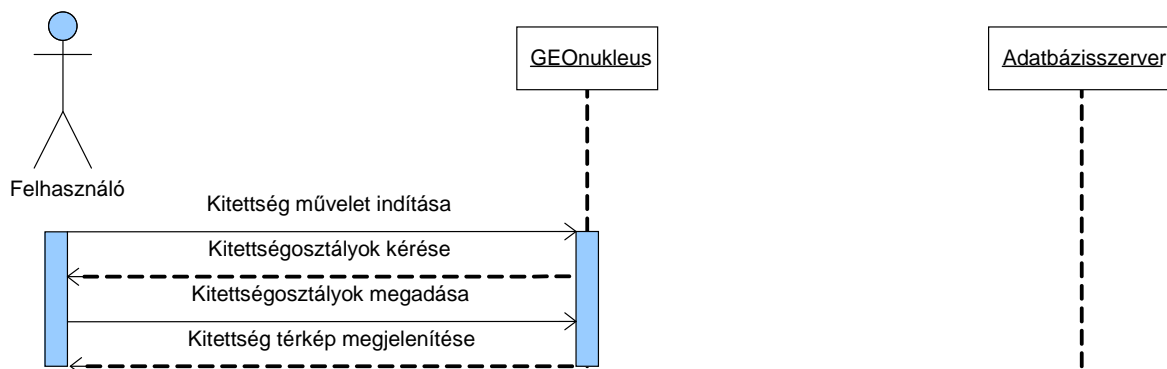 GEOnukleus
Adatbázisszerver
Felhasználó
Kitettség művelet indítása
Kitettségosztályok kérése
Kitettségosztályok megadása
Kitettség térkép megjelenítése